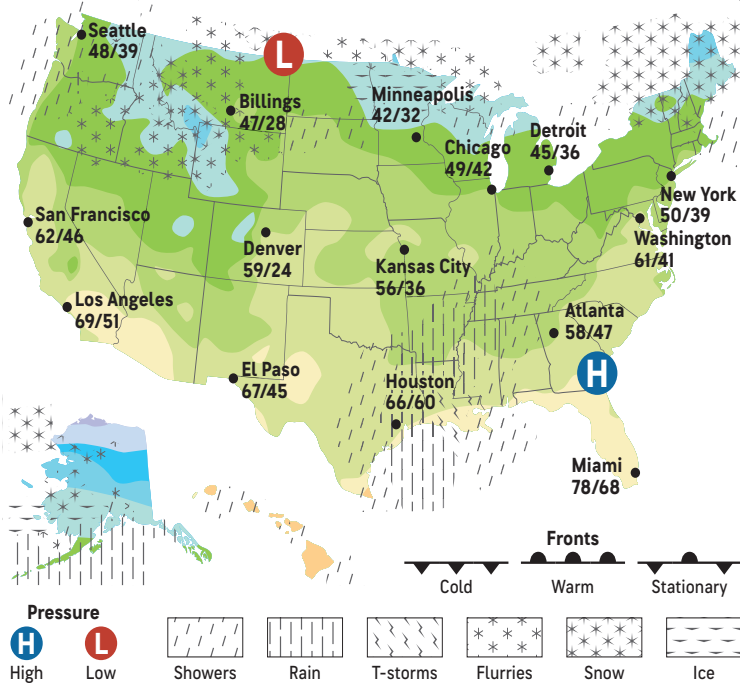 Seattle
48/39
L
Billings
47/28
Minneapolis
42/32
Chicago
49/42
Detroit
45/36
New York
50/39
Washington
61/41
San Francisco
62/46
Denver
59/24
Kansas City
56/36
Los Angeles
69/51
Atlanta
58/47
El Paso
67/45
Houston
66/60
H
Miami
78/68
Fronts
Cold
Warm
Stationary
Pressure
H
L
High
Low
Showers
Rain
T-storms
Flurries
Snow
Ice